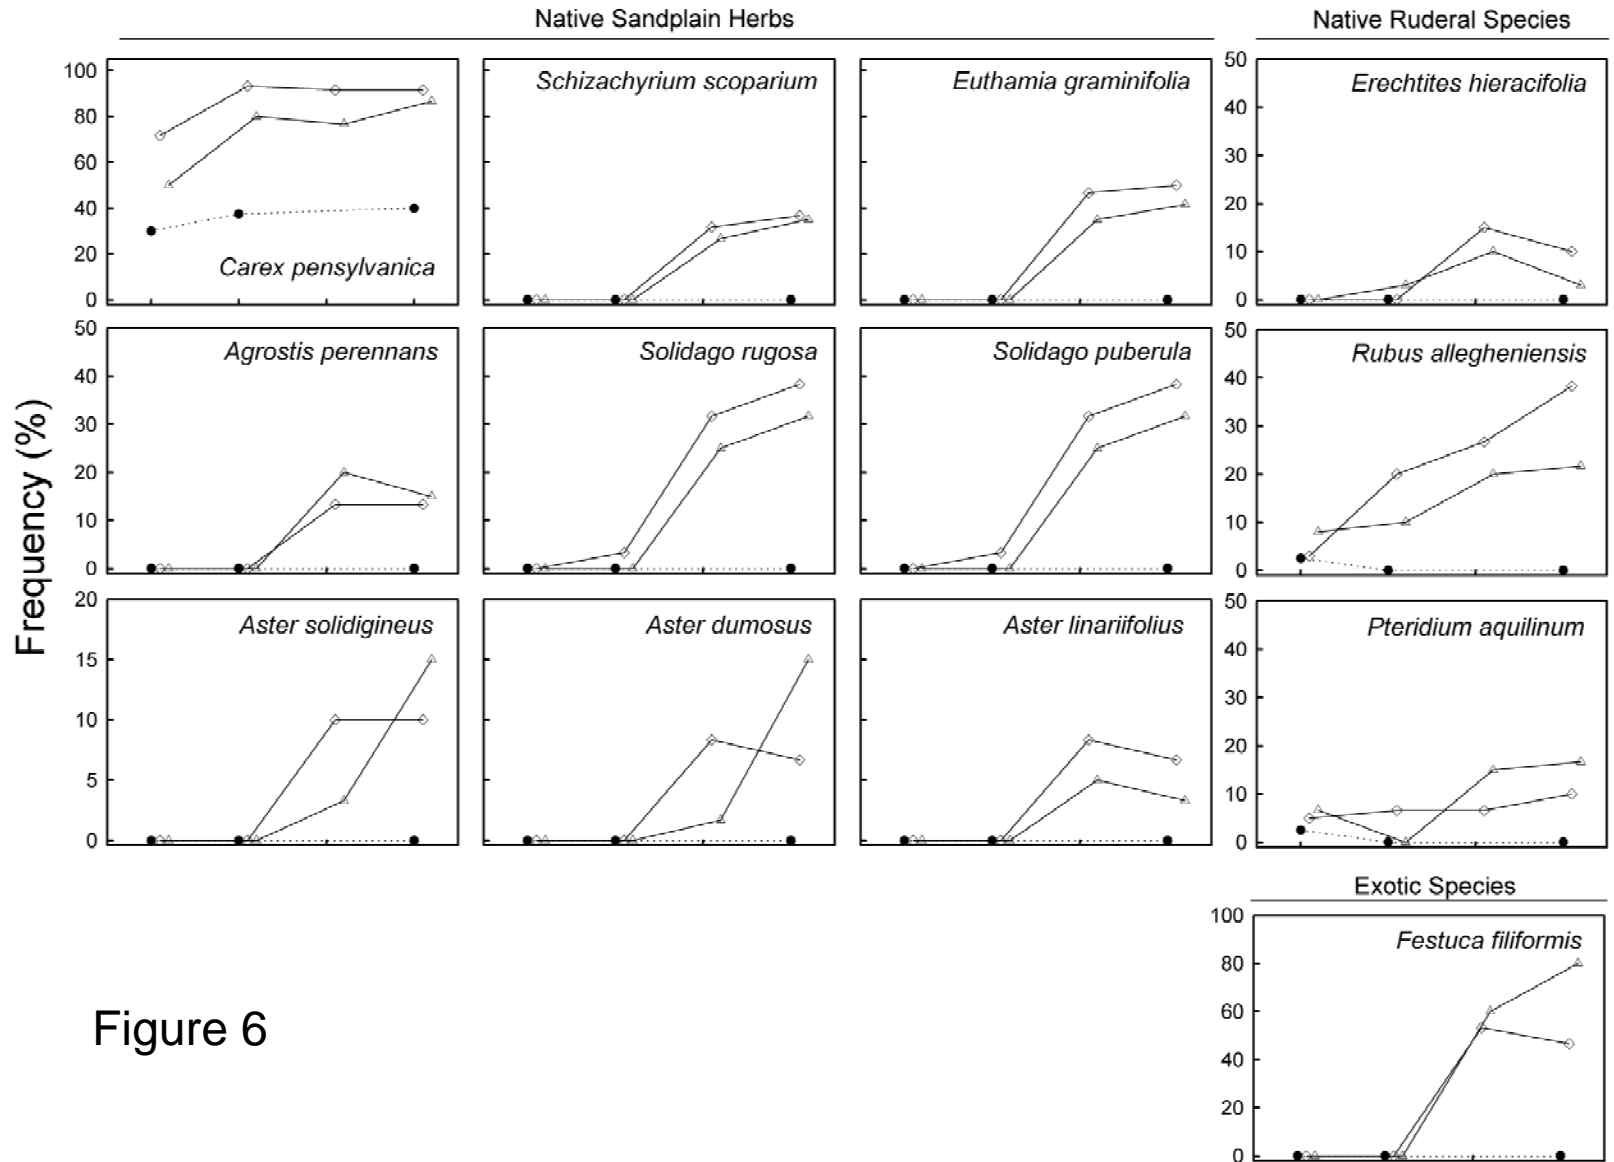 Native Sandplain Herbs
Native Ruderal Species
100
80
60
40
20
0
Carex pensylvanica
Schizachyrium scoparium
Euthamia graminifolia
50
40
30
20
10
0
Erechtites hieracifolia
50
40
30
20
10
0
Agrostis perennans
Solidago rugosa
Solidago puberula
50
40
30
20
10
0
Rubus allegheniensis
Frequency (%)
20
15
10
5
0
Aster solidigineus
Aster dumosus
Aster linariifolius
50
40
30
20
10
0
Pteridium aquilinum
Exotic Species
100
80
60
40
20
0
Festuca filiformis
Figure 6